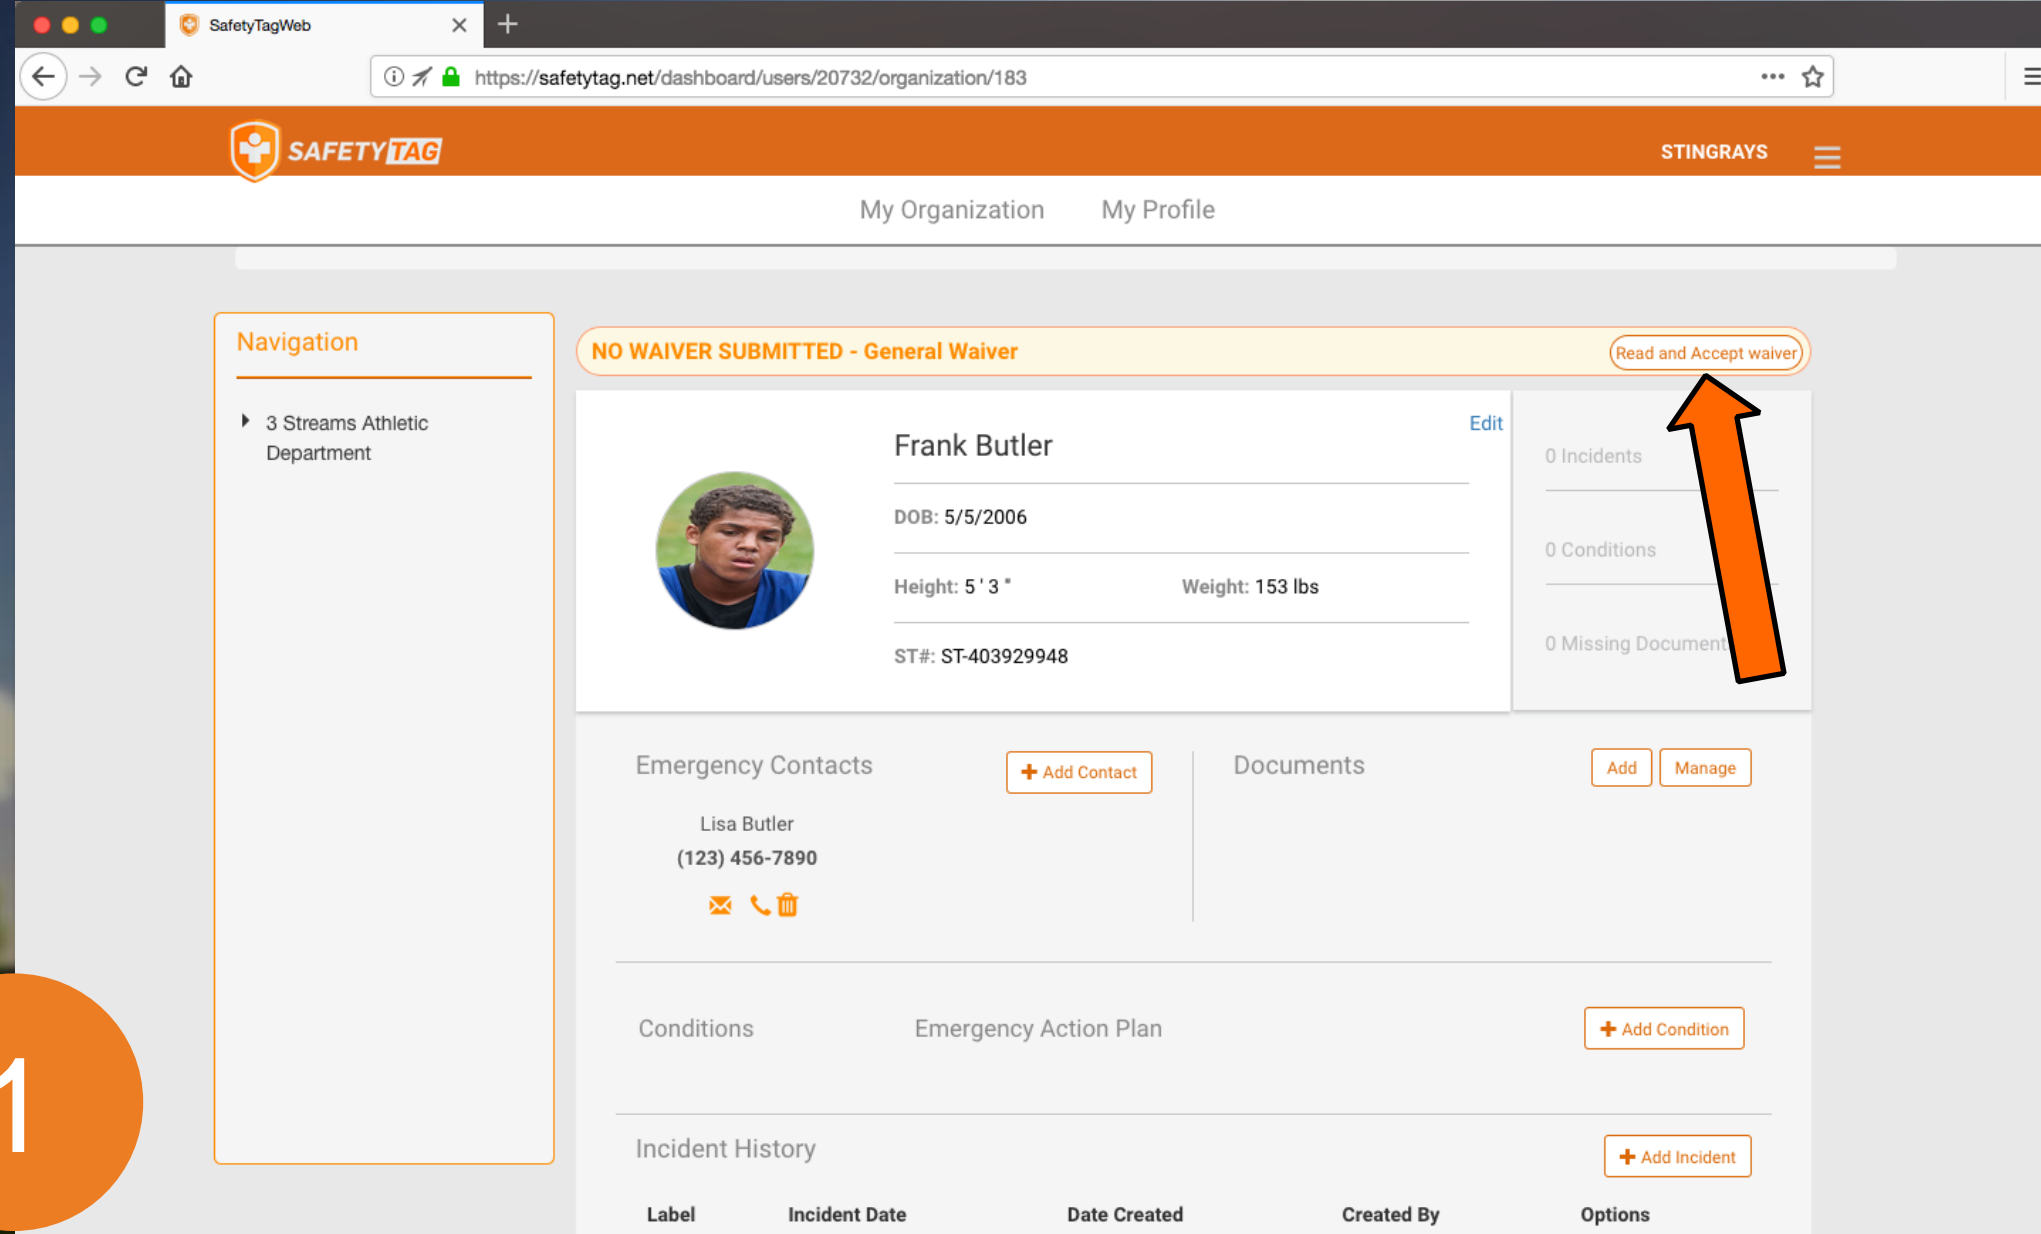 SafetyTagWeb
https://safetytag.net/dashboard/users/20732/organization/183
SAFETYTAG
STINGRAYS
My Organization My Profile
Navigation
3 Streams Athletic
Department
NO WAIVER SUBMITTED - General Waiver
Read and Accept waiver
Frank Butler
Edit
DOB: 5/5/2006
Height: 5 ' 3 " Weight: 153 lbs
ST#: ST-403929948
0 Incidents
0 Conditions
0 Missing Document
Emergency Contacts
+ Add Contact
Lisa Butler
(123) 456-7890
Documents
Add Manage
Conditions Emergency Action Plan
+ Add Condition
Incident History
+ Add Incident
Label Incident Date Date Created Created By Options
1